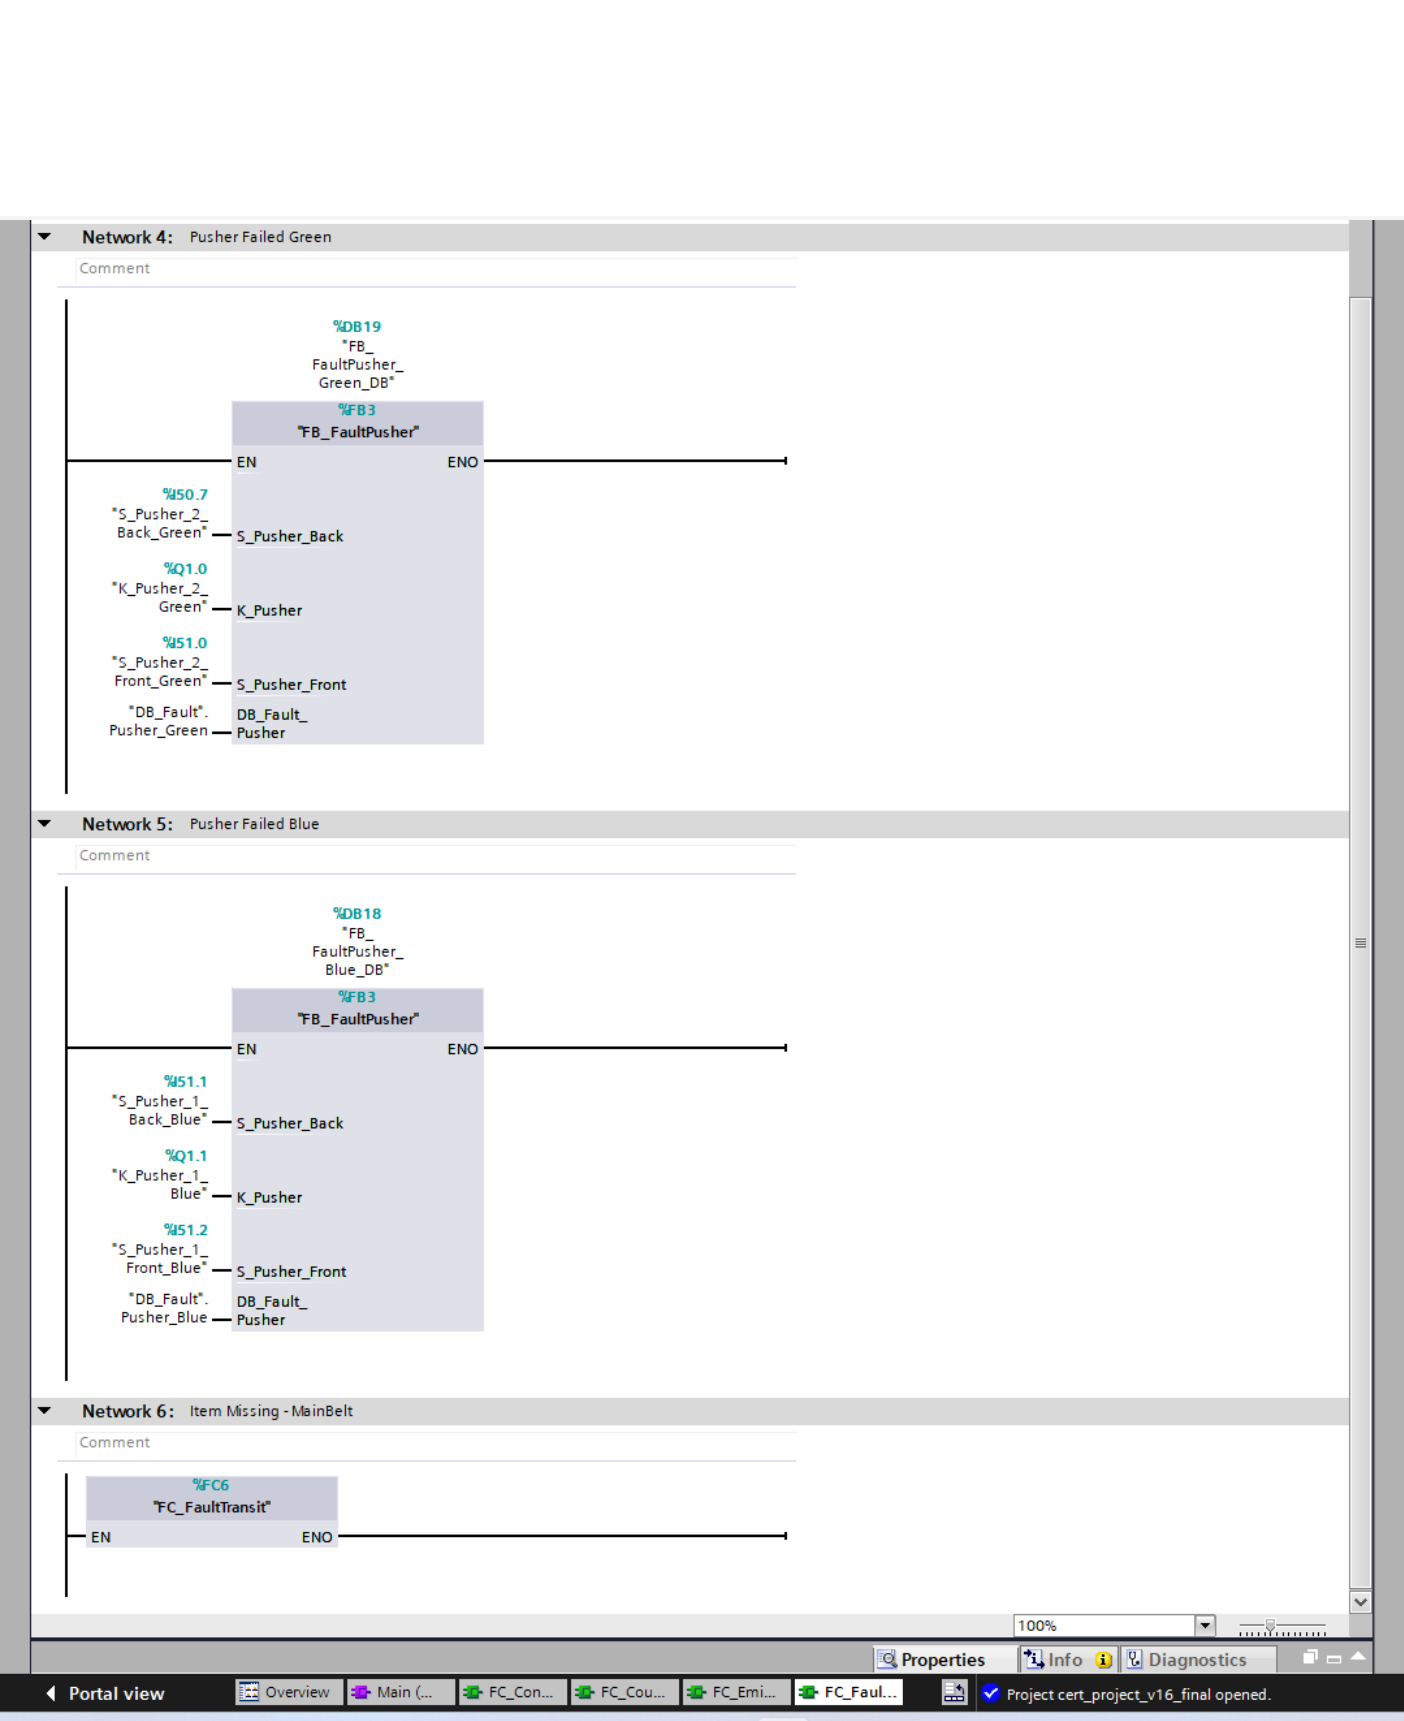 Network 4: Pusher Failed Green
Comment
%DB19
"FB_
FaultPusher_
Green_DB"
%FB3
"FB_FaultPusher"
EN ENO
%I50.7
"S_Pusher_2_
Back_Green"
S_Pusher_Back
%Q1.0
"K_Pusher_2_
Green"
K_Pusher
%I51.0
"S_Pusher_2_
Front_Green"
S_Pusher_Front
"DB_Fault".
Pusher_Green
DB_Fault_
Pusher
Network 5: Pusher Failed Blue
Comment
%DB18
"FB_
FaultPusher_
Blue_DB"
%FB3
"FB_FaultPusher"
EN ENO
%I51.1
"S_Pusher_1_
Back_Blue"
S_Pusher_Back
%Q1.1
"K_Pusher_1_
Blue"
K_Pusher
%I51.2
"S_Pusher_1_
Front_Blue"
S_Pusher_Front
"DB_Fault".
Pusher_Blue
DB_Fault_
Pusher
Network 6: Item Missing - MainBelt
Comment
%FC6
"FC_FaultTransit"
EN ENO
100%
Properties Info Diagnostics
Portal view Overview Main (... FC_Con... FC_Cou... FC_Emi... FC_Faul... Project cert_project_v16_final opened.